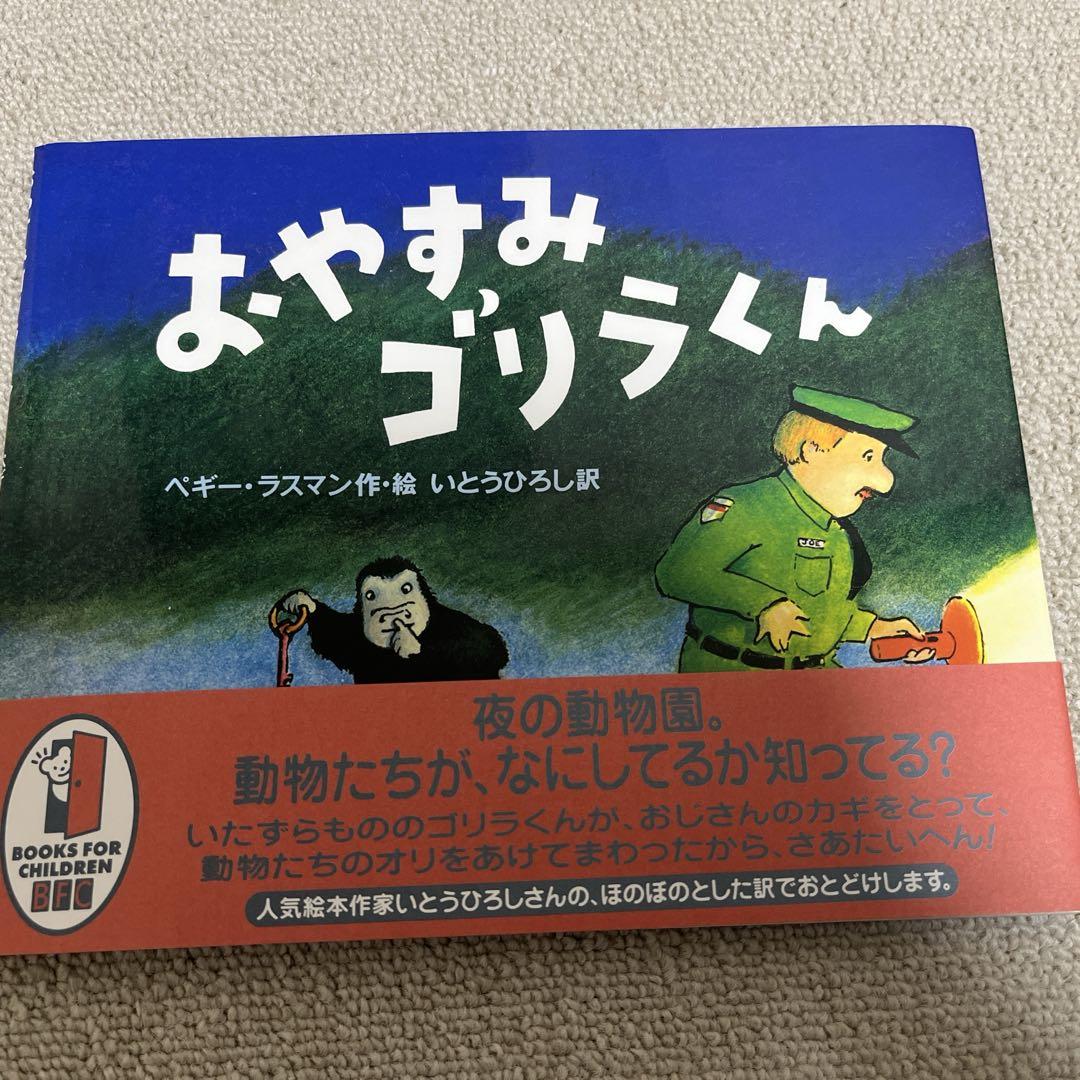 おやすみ、
ゴリラくん
ペギー・ラスマン作・絵 いとうひろし訳
JOE
夜の動物園。
動物たちが、なにしてるか知ってる?
いたずらもののゴリラくんが、おじさんのカギをとって、
動物たちのオリをあけてまわったから、さあたいへん!
人気絵本作家いとうひろしさんの、ほのぼのとした訳でおとどけします。
BOOKS FOR
CHILDREN
BFC